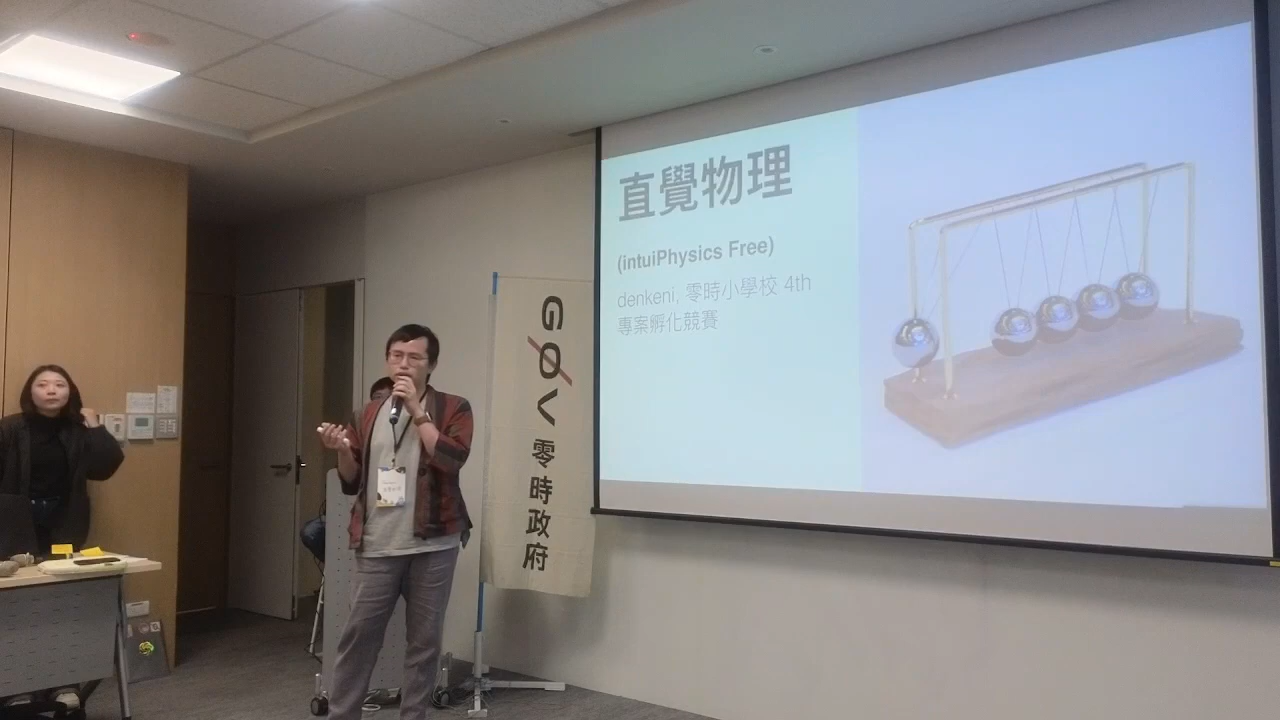 直覺物理
(intuiPhysics Free)
denkeni, 零時小學校 4th
專案孵化競賽
G0V
零時政府